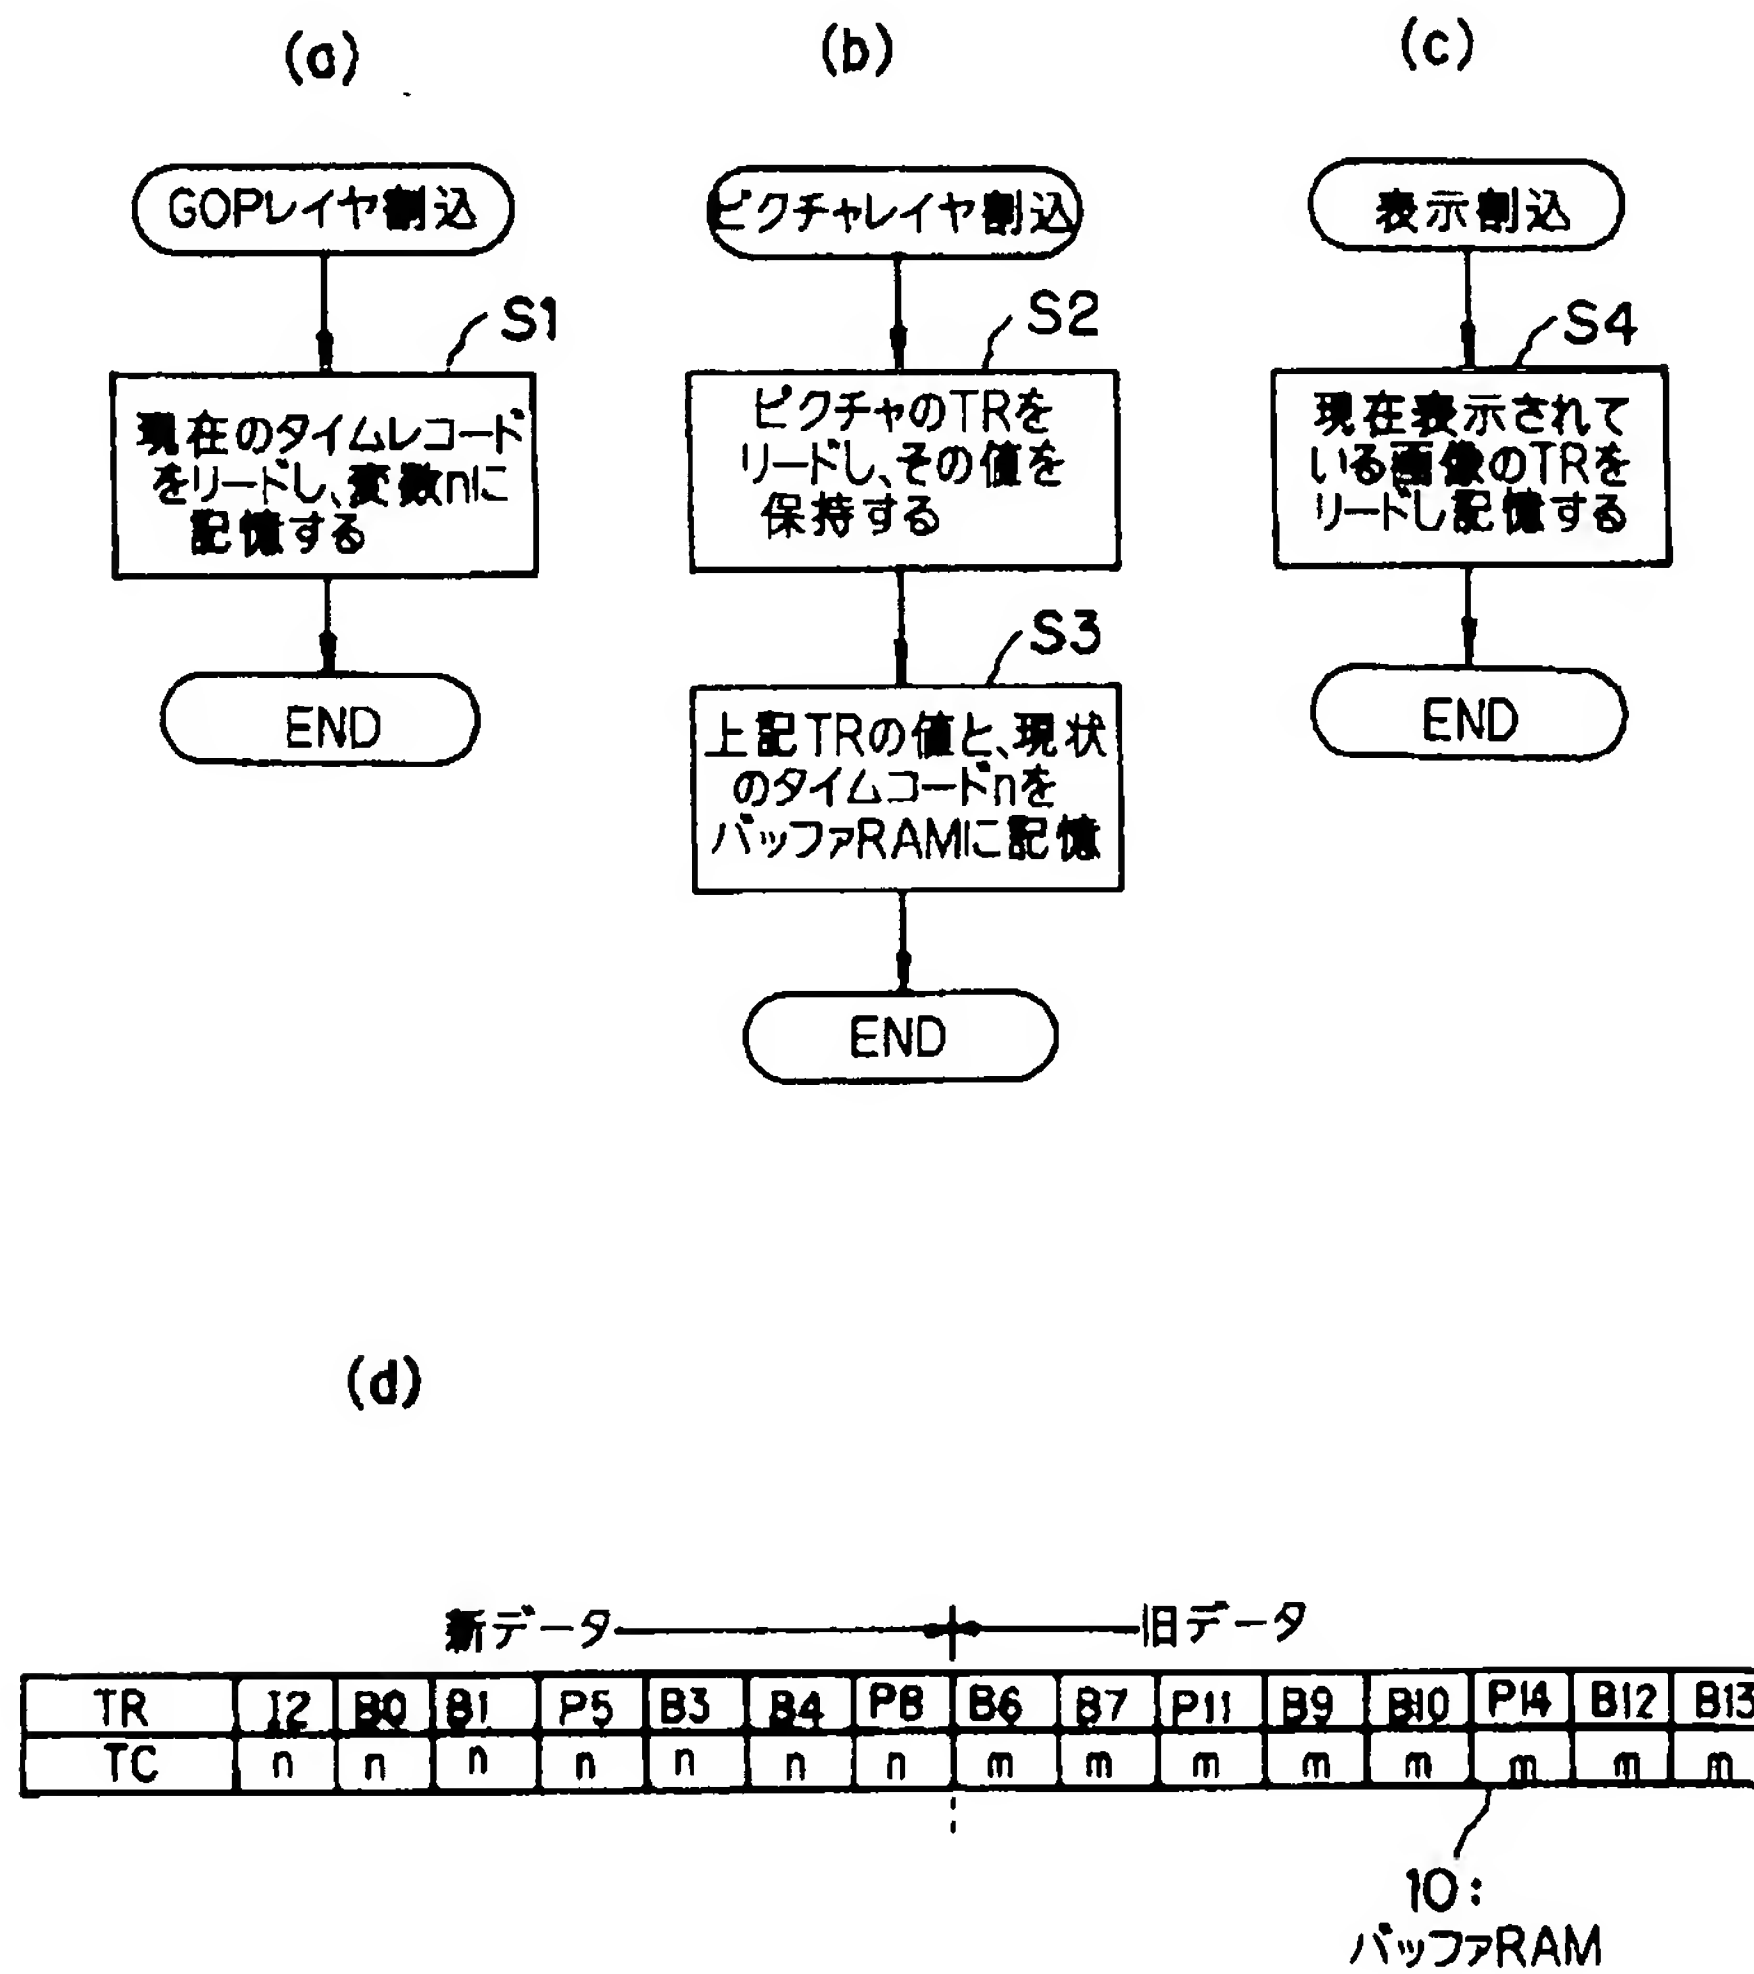 (a)
GOPレイヤ割込
S1
現在のタイムレコード
をリードし、変数nに
記憶する
END
(b)
ピクチャレイヤ割込
S2
ピクチャのTRを
リードし、その値を
保持する
S3
上記TRの値と、現状
のタイムコードnを
バッファRAMに記憶
END
(c)
表示割込
S4
現在表示されて
いる画像のTRを
リードし記憶する
END
(d)
新データ 旧データ
TR I2 B0 B1 P5 B3 B4 P8 B6 B7 P11 B9 B10 P14 B12 B13
TC n n n n n n n m m m m m m m m
10:
バッファRAM